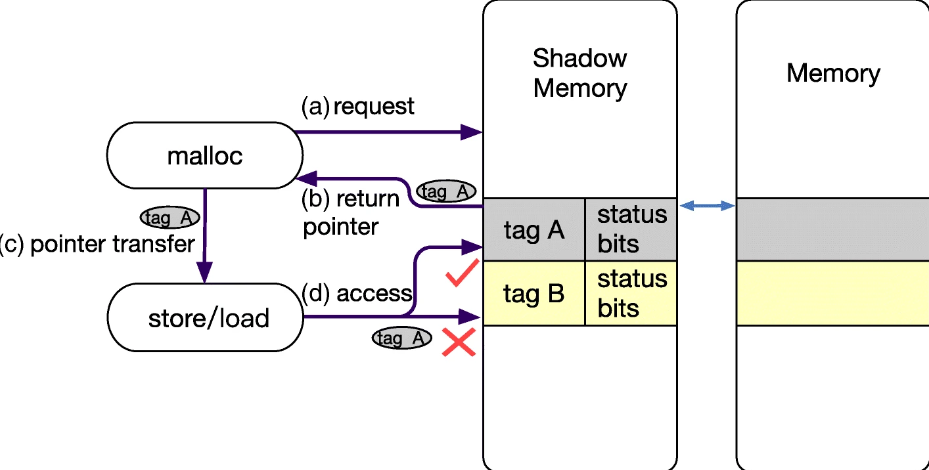 Shadow
Memory
Memory
(a) request
malloc
tag A
(b) return
pointer
tag A
(c) pointer transfer
tag A
status
bits
(d) access
tag B
status
bits
store/load
tag A